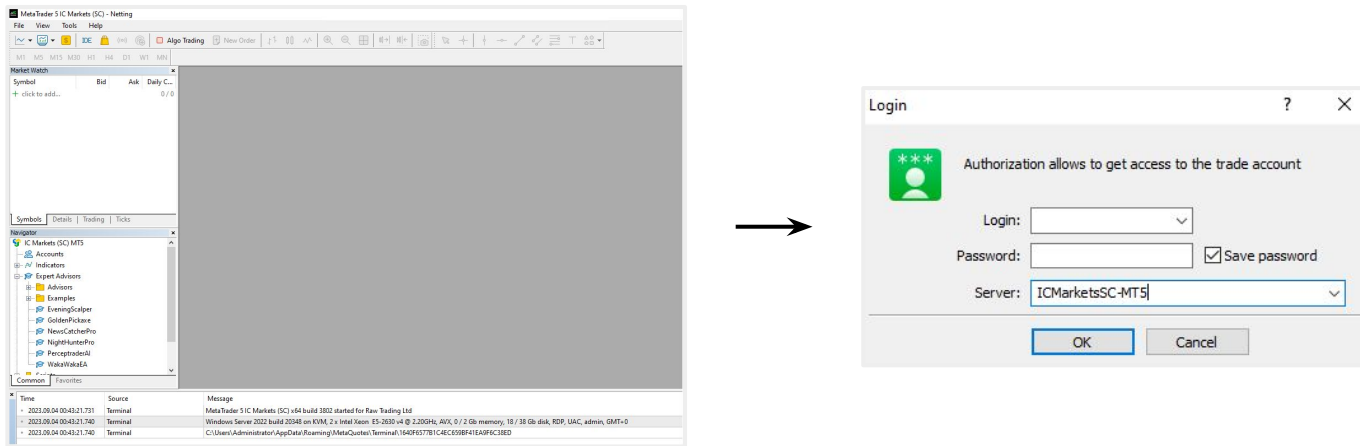 MetaTrader 5 IC Markets (SC) - Netting
File View Tools Help
IDE Algo Trading New Order
M1 M5 M15 M30 H1 H4 D1 W1 MN
Market Watch
Symbol Bid Ask Daily C...
+ click to add... 0 / 0
Symbols Details Trading Ticks
Navigator
IC Markets (SC) MT5
Accounts
Indicators
Expert Advisors
Advisors
Examples
EveningScalper
GoldenPickaxe
NewsCatcherPro
NightHunterPro
PerceptraderAI
WakaWakaEA
Common Favorites
Time Source Message
2023.09.04 00:43:21.731 Terminal MetaTrader 5 IC Markets (SC) x64 build 3802 started for Raw Trading Ltd
2023.09.04 00:43:21.740 Terminal Windows Server 2022 build 20348 on KVM, 2 x Intel Xeon E5-2630 v4 @ 2.20GHz, AVX, 0 / 2 Gb memory, 18 / 38 Gb disk, RDP, UAC, admin, GMT+0
2023.09.04 00:43:21.740 Terminal C:\Users\Administrator\AppData\Roaming\MetaQuotes\Terminal\1640F6577B1C4EC659BF41EA9F6C38ED
Login ?
Authorization allows to get access to the trade account
Login:
Password: Save password
Server: ICMarketsSC-MT5
OK Cancel